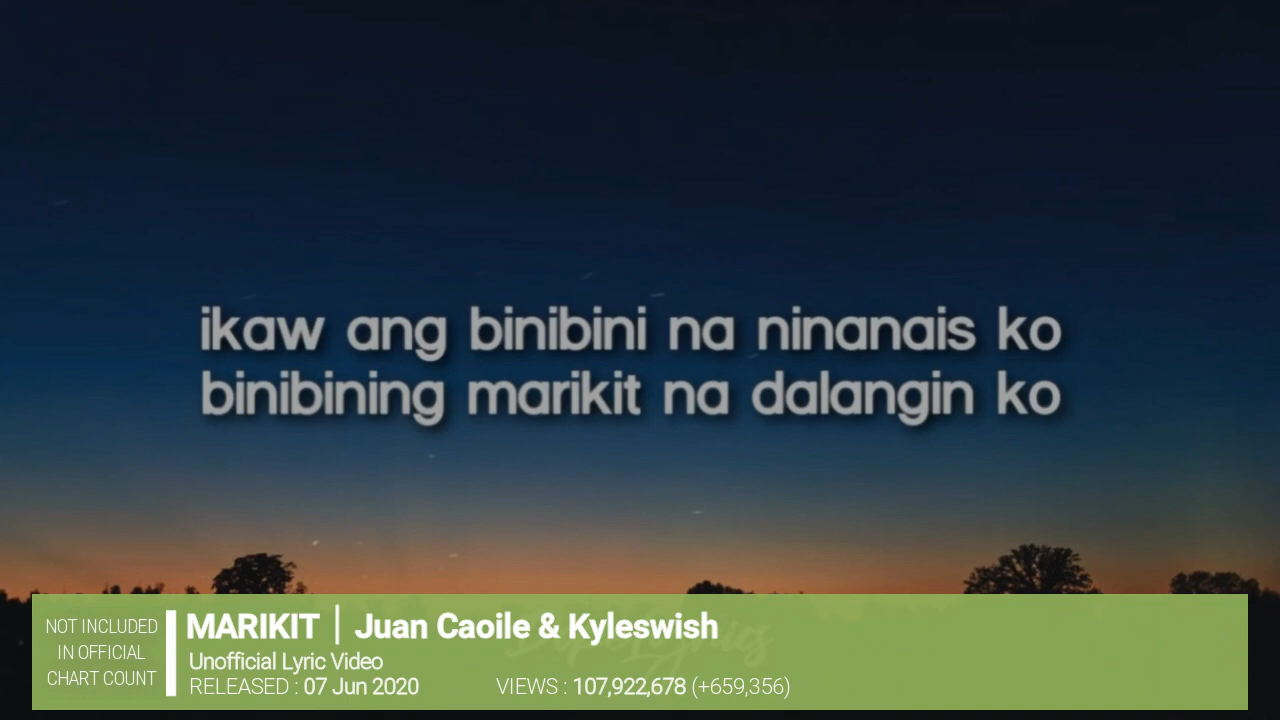 ikaw ang binibini na ninanais ko
binibining marikit na dalangin ko
NOT INCLUDED
IN OFFICIAL
CHART COUNT
MARIKIT | Juan Caoile & Kyleswish
Unofficial Lyric Video
RELEASED : 07 Jun 2020 VIEWS : 107,922,678 (+659,356)